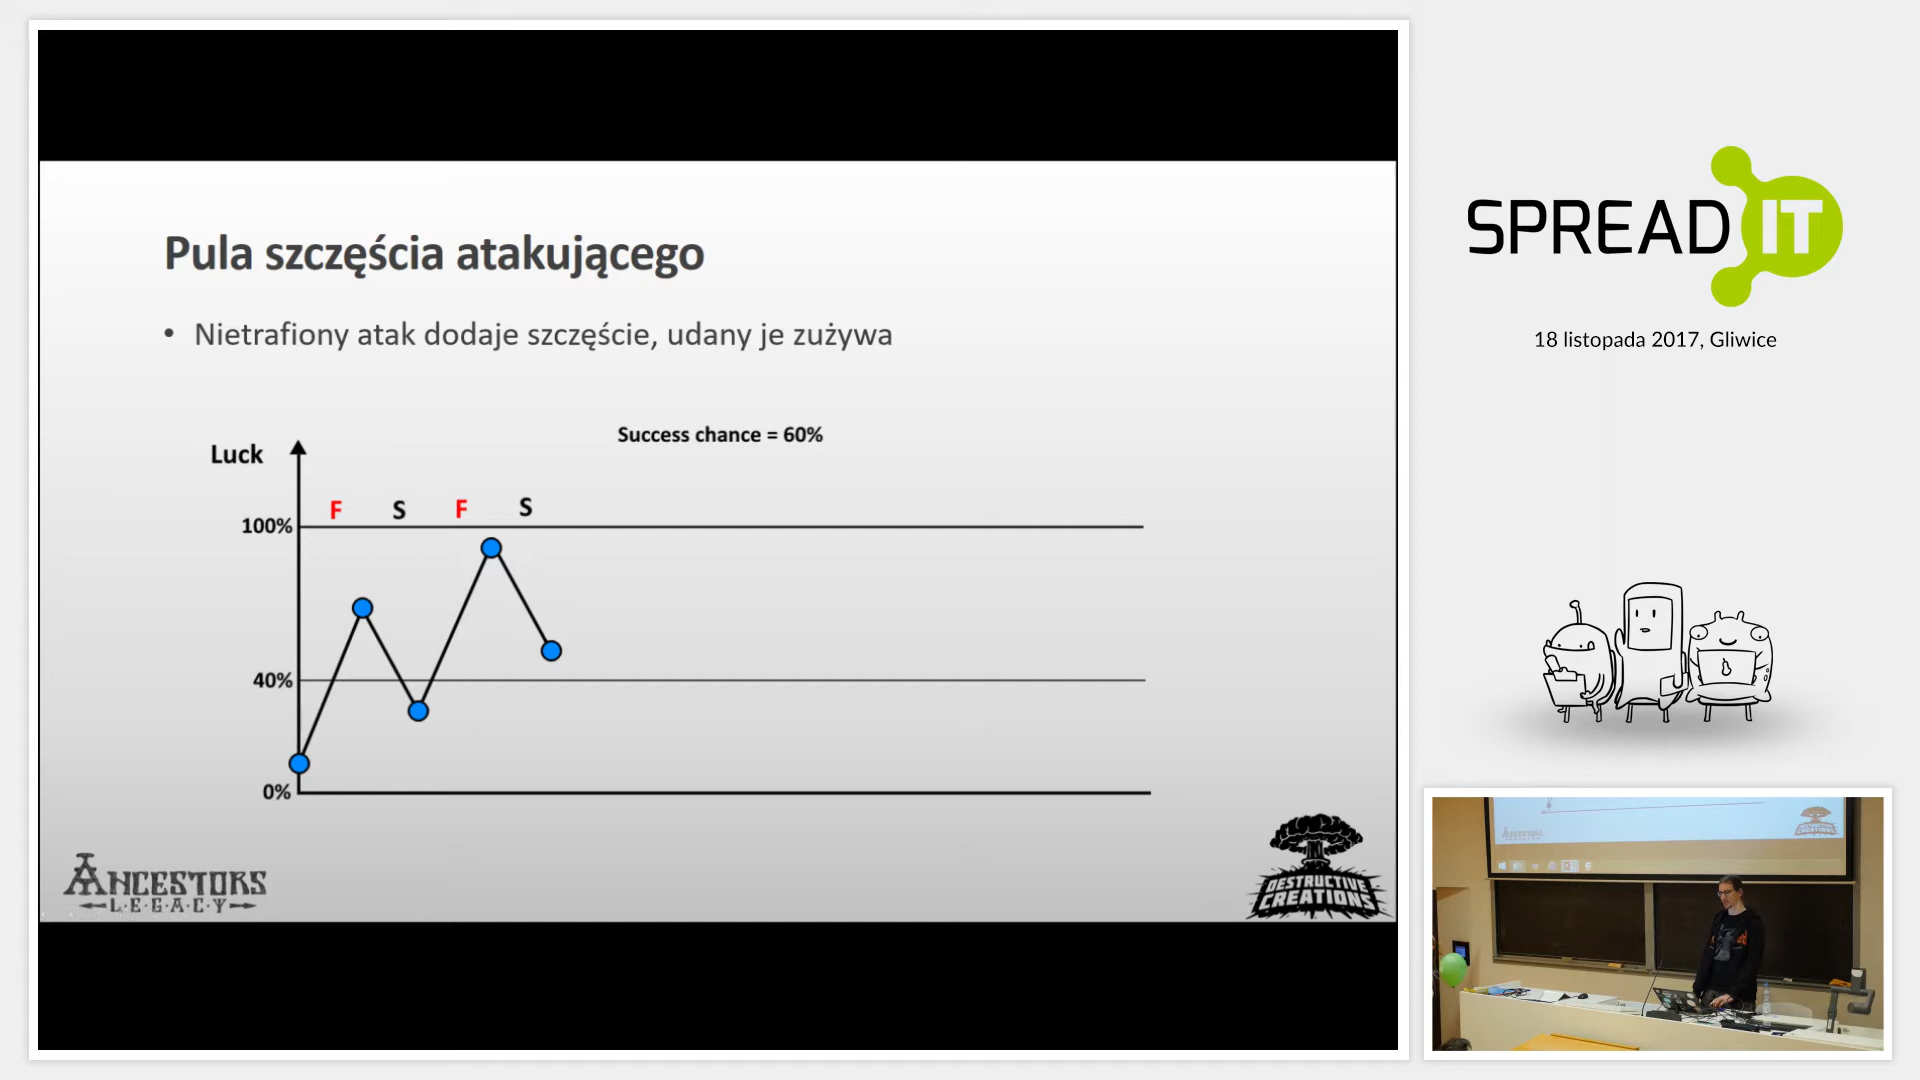 Pula szczęścia atakującego
• Nietrafiony atak dodaje szczęście, udany je zużywa
Success chance = 60%
Luck
F S F S
100%
40%
0%
ANCESTORS
LEGACY
DESTRUCTIVE
CREATIONS
SPREAD IT
18 listopada 2017, Gliwice